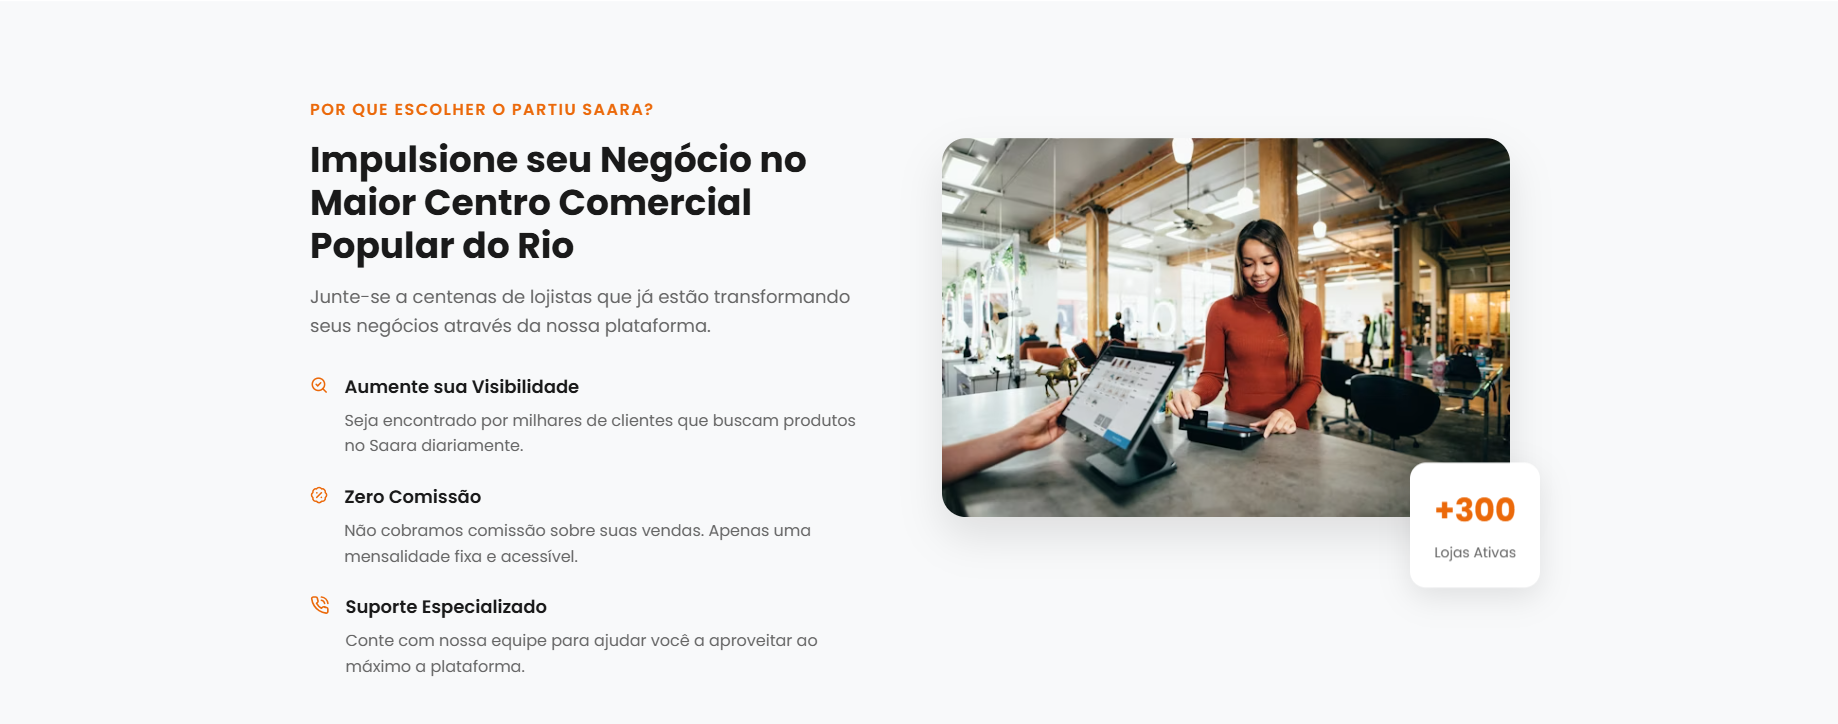 POR QUE ESCOLHER O PARTIU SAARA?
Impulsione seu Negócio no
Maior Centro Comercial
Popular do Rio
Junte-se a centenas de lojistas que já estão transformando
seus negócios através da nossa plataforma.
Aumente sua Visibilidade
Seja encontrado por milhares de clientes que buscam produtos
no Saara diariamente.
Zero Comissão
Não cobramos comissão sobre suas vendas. Apenas uma
mensalidade fixa e acessível.
Suporte Especializado
Conte com nossa equipe para ajudar você a aproveitar ao
máximo a plataforma.
+300
Lojas Ativas